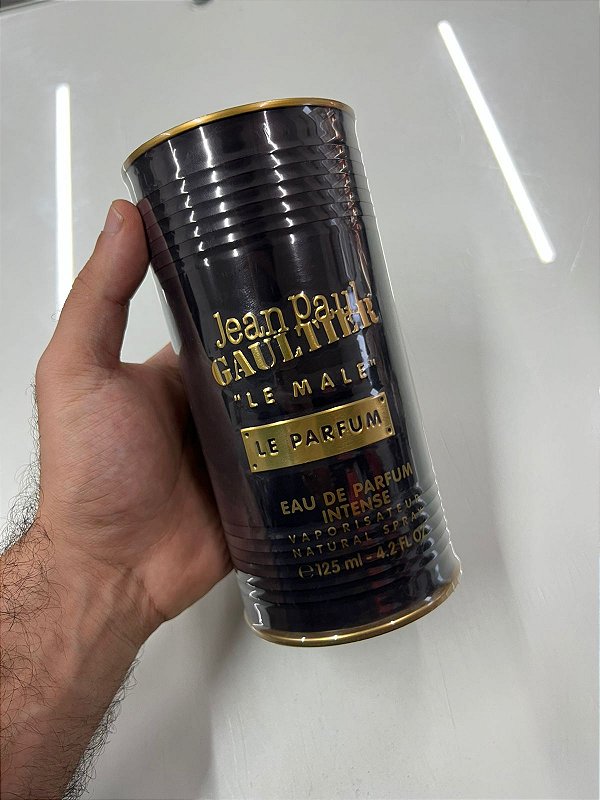 Jean Paul
GAULTIER
"LE MALE"
LE PARFUM
EAU DE PARFUM
INTENSE
VAPORISATEUR
NATURAL SPRAY
℮ 125 ml - 4.2 FL OZ